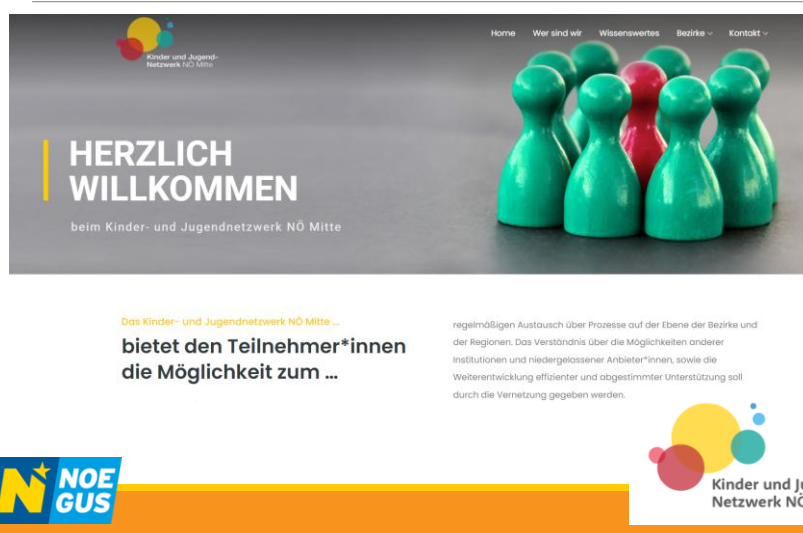 Kinder und Jugend-
Netzwerk NÖ Mitte
Home Wer sind wir Wissenswertes Bezirke Kontakt
HERZLICH
WILLKOMMEN
beim Kinder- und Jugendnetzwerk NÖ Mitte
Das Kinder- und Jugendnetzwerk NÖ Mitte ...
bietet den Teilnehmer*innen
die Möglichkeit zum ...
regelmäßigen Austausch über Prozesse auf der Ebene der Bezirke und
der Regionen. Das Verständnis über die Möglichkeiten anderer
Institutionen und niedergelassener Anbieter*innen, sowie die
Weiterentwicklung effizienter und abgestimmter Unterstützung soll
durch die Vernetzung gegeben werden.
N NOE
GUS
Kinder und Ju
Netzwerk NÖ